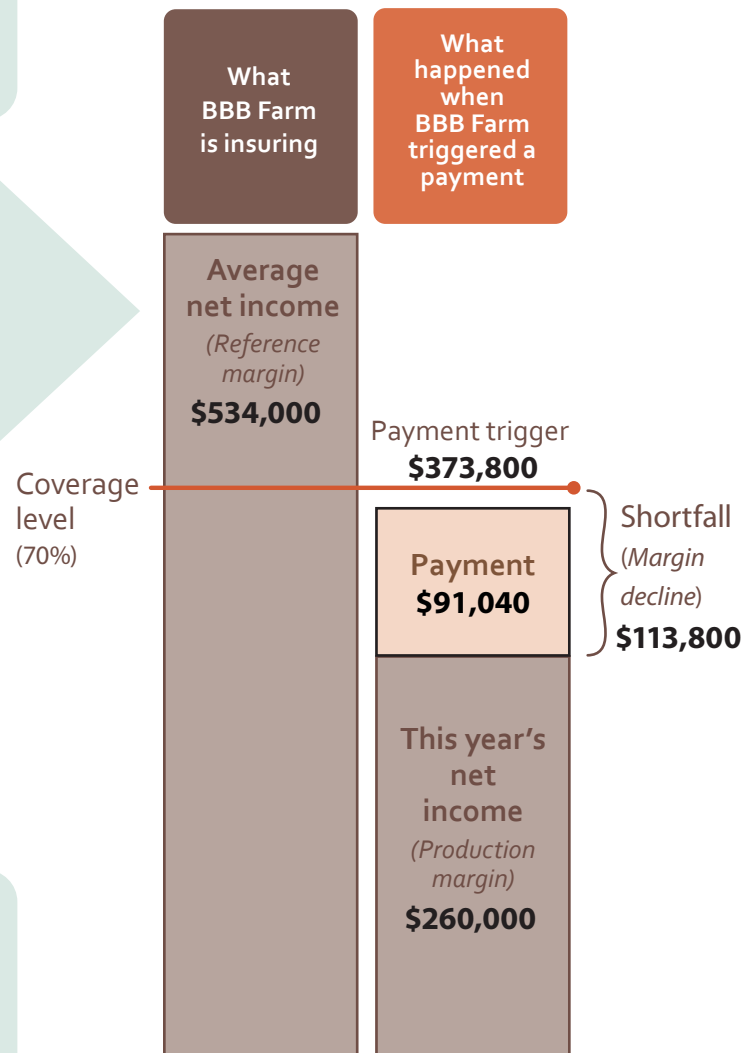 What
BBB Farm
is insuring
What
happened
when
BBB Farm
triggered a
payment
Average
net income
(Reference
margin)
$534,000
Payment trigger
$373,800
Coverage
level
(70%)
Shortfall
(Margin
decline)
$113,800
Payment
$91,040
This year’s
net
income
(Production
margin)
$260,000